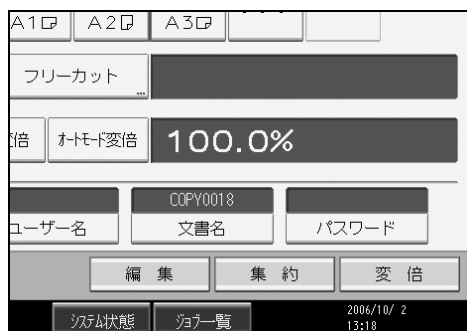 A1 A2 A3
フリーカット
変倍 オートモード変倍 100.0%
COPY0018
ユーザー名 文書名 パスワード
編 集 集 約 変 倍
システム状態 ジョブ一覧 2006/10/ 2
13:18